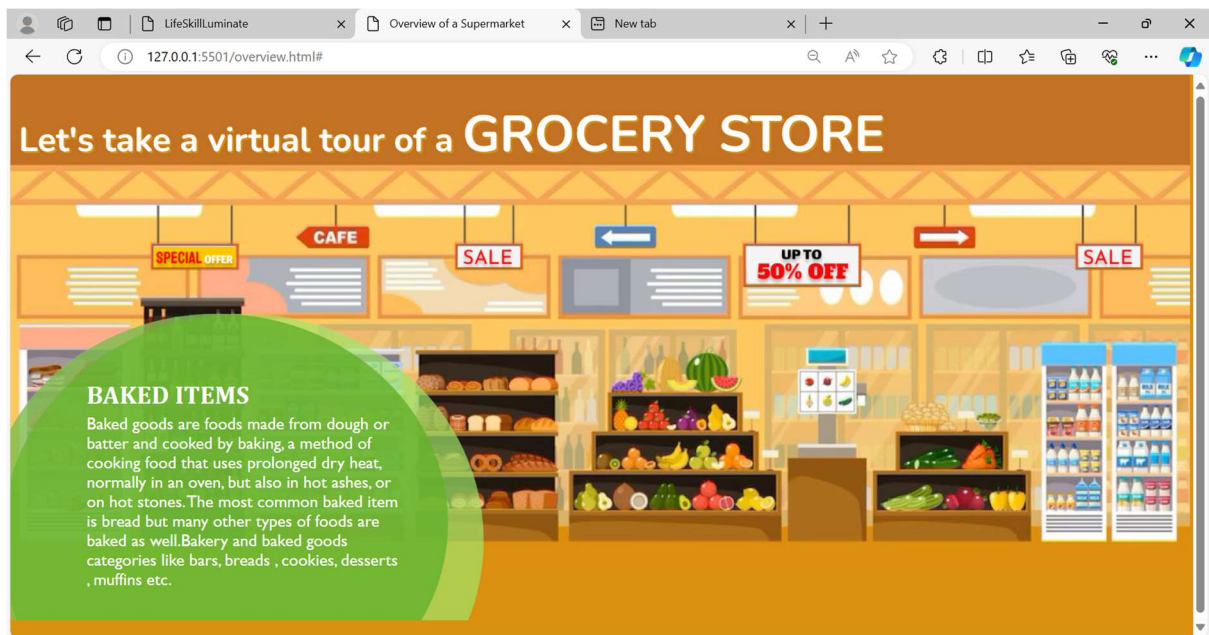 LifeSkillLuminate
Overview of a Supermarket
New tab
127.0.0.1:5501/overview.html#
Let's take a virtual tour of a GROCERY STORE
CAFE
SPECIAL OFFER
SALE
UP TO
50% OFF
SALE
BAKED ITEMS
Baked goods are foods made from dough or
batter and cooked by baking, a method of
cooking food that uses prolonged dry heat,
normally in an oven, but also in hot ashes, or
on hot stones.The most common baked item
is bread but many other types of foods are
baked as well.Bakery and baked goods
categories like bars, breads , cookies, desserts
, muffins etc.